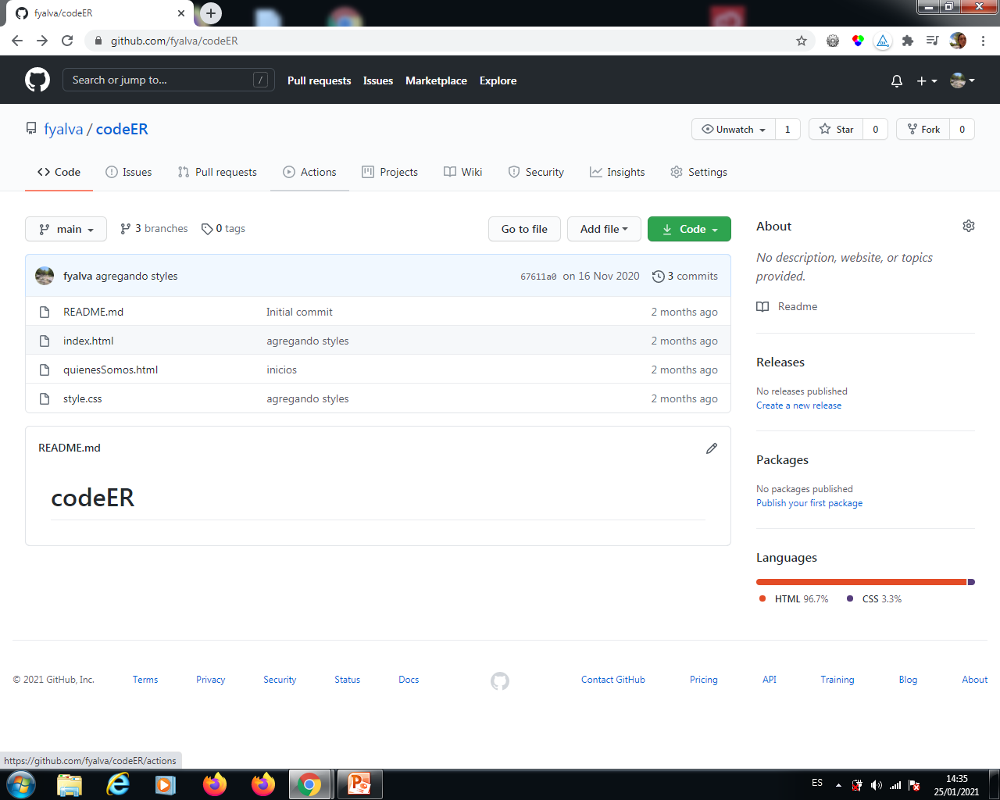 fyalva/codeER
github.com/fyalva/codeER
Search or jump to... /
Pull requests Issues Marketplace Explore
fyalva / codeER
Unwatch 1 Star 0 Fork 0
Code Issues Pull requests Actions Projects Wiki Security Insights Settings
main 3 branches 0 tags Go to file Add file Code
fyalva agregando styles 67611a0 on 16 Nov 2020 3 commits
README.md Initial commit 2 months ago
index.html agregando styles 2 months ago
quienesSomos.html inicios 2 months ago
style.css agregando styles 2 months ago
README.md
codeER
About
No description, website, or topics
provided.
Readme
Releases
No releases published
Create a new release
Packages
No packages published
Publish your first package
Languages
HTML 96.7% CSS 3.3%
© 2021 GitHub, Inc. Terms Privacy Security Status Docs Contact GitHub Pricing API Training Blog About
https://github.com/fyalva/codeER/actions
ES 14:35
25/01/2021